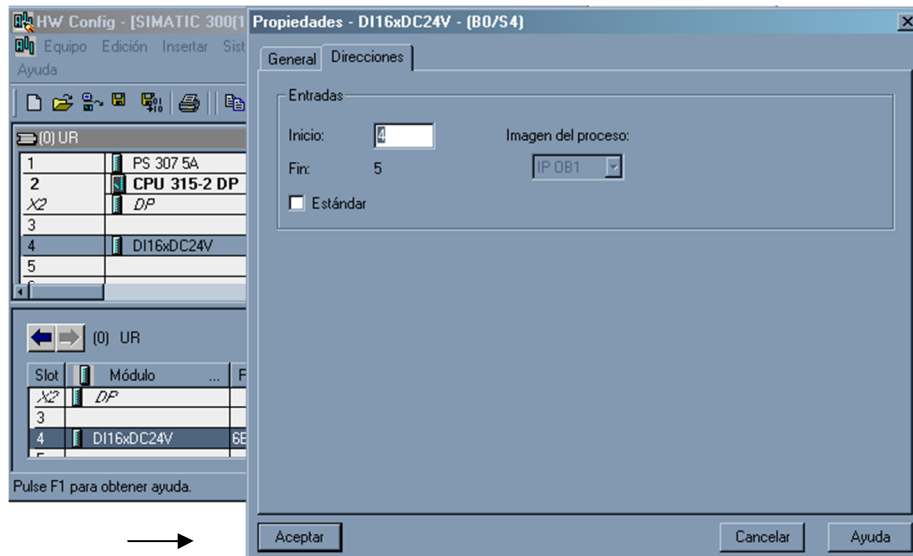 HW Config - [SIMATIC 300(1
Equipo Edición Insertar Sist
Ayuda
(0) UR
1 PS 307 5A
2 CPU 315-2 DP
X2 DP
3
4 DI16xDC24V
5
(0) UR
Slot Módulo ... F
X2 DP
3
4 DI16xDC24V 6E
Pulse F1 para obtener ayuda.
Propiedades - DI16xDC24V - (B0/S4)
General Direcciones
Entradas
Inicio: 4 Imagen del proceso:
Fin: 5 IP OB1
Estándar
Aceptar Cancelar Ayuda